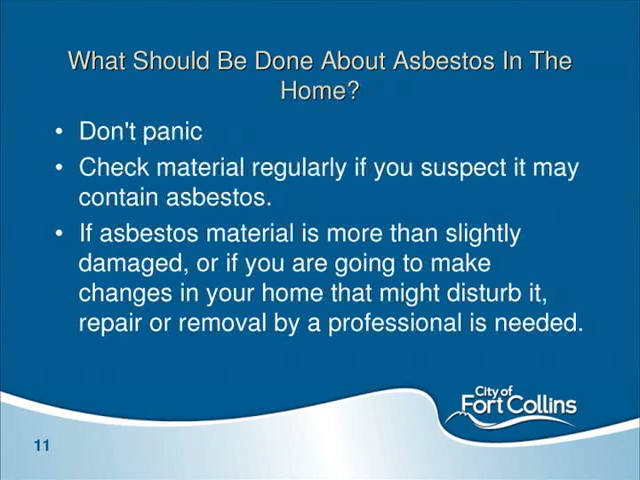 What Should Be Done About Asbestos In The
Home?
• Don't panic
• Check material regularly if you suspect it may
contain asbestos.
• If asbestos material is more than slightly
damaged, or if you are going to make
changes in your home that might disturb it,
repair or removal by a professional is needed.
City of
Fort Collins
11